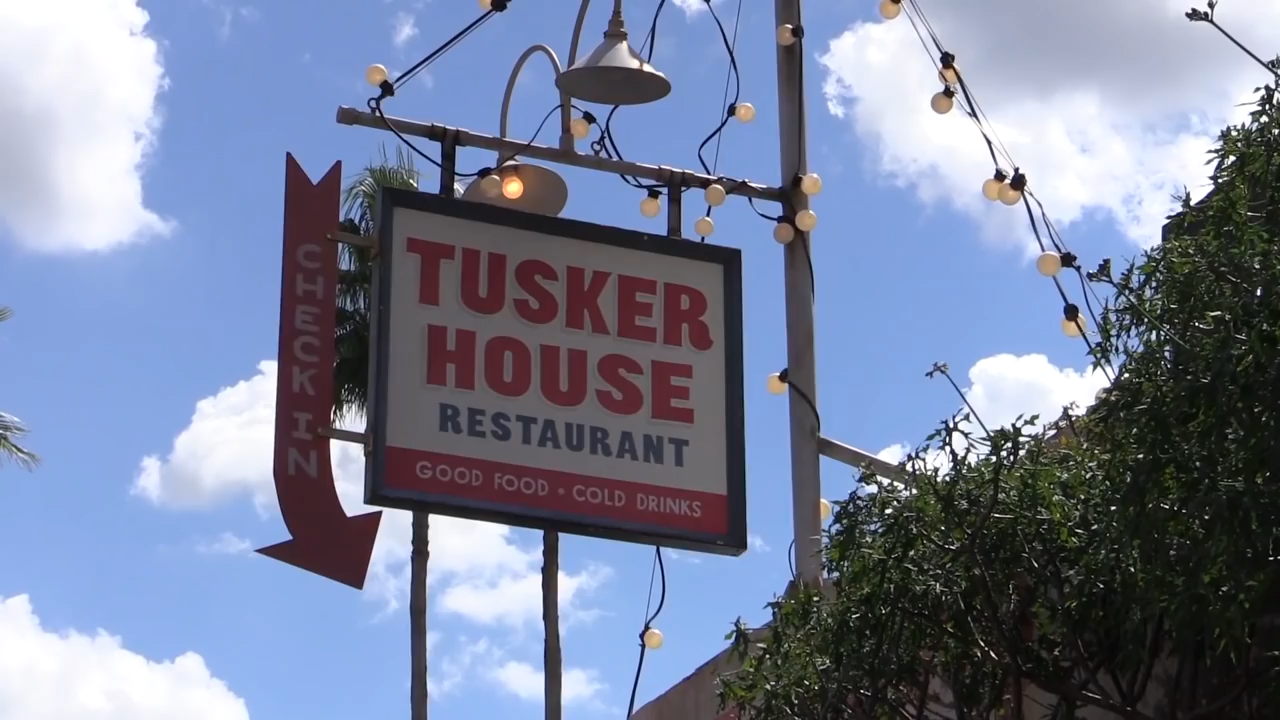 CHECK IN
TUSKER
HOUSE
RESTAURANT
GOOD FOOD • COLD DRINKS